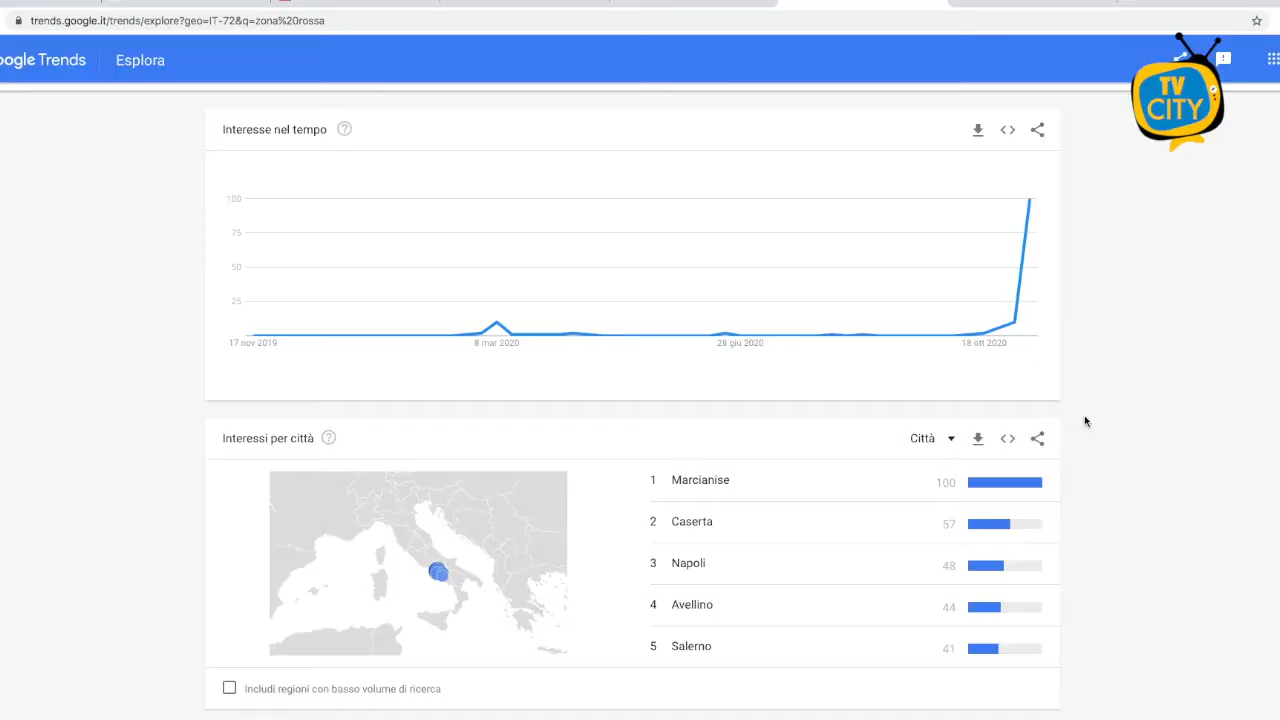 trends.google.it/trends/explore?geo=IT-72&q=zona%20rossa
oogle Trends
Esplora
TV
CITY
Interesse nel tempo
100
75
50
25
17 nov 2019
8 mar 2020
28 giu 2020
18 ott 2020
Interessi per città
Città
1 Marcianise 100
2 Caserta 57
3 Napoli 48
4 Avellino 44
5 Salerno 41
Includi regioni con basso volume di ricerca